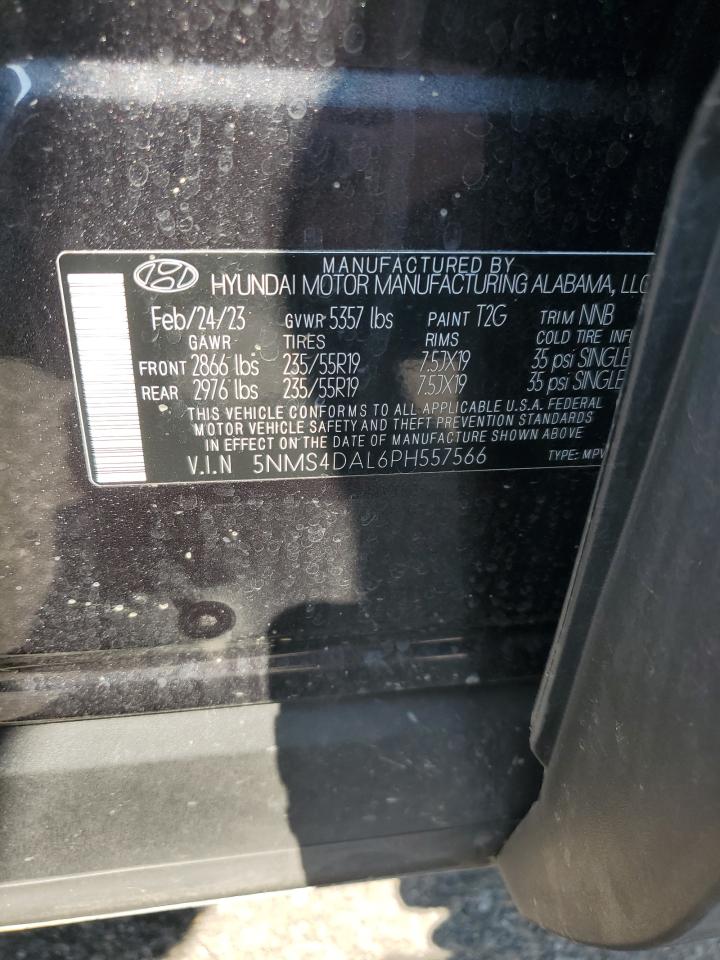 MANUFACTURED BY
HYUNDAI MOTOR MANUFACTURING ALABAMA, LLC
Feb/24/23 GVWR 5357 lbs PAINT T2G TRIM NNB
GAWR TIRES RIMS COLD TIRE INFL
FRONT 2866 lbs 235/55R19 7.5JX19 35 psi SINGLE
REAR 2976 lbs 235/55R19 7.5JX19 35 psi SINGLE
THIS VEHICLE CONFORMS TO ALL APPLICABLE U.S.A. FEDERAL
MOTOR VEHICLE SAFETY AND THEFT PREVENTION STANDARDS
IN EFFECT ON THE DATE OF MANUFACTURE SHOWN ABOVE
V.I.N 5NMS4DAL6PH557566 TYPE: MPV